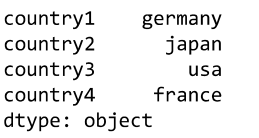 country1    germany
country2      japan
country3        usa
country4     france
dtype: object